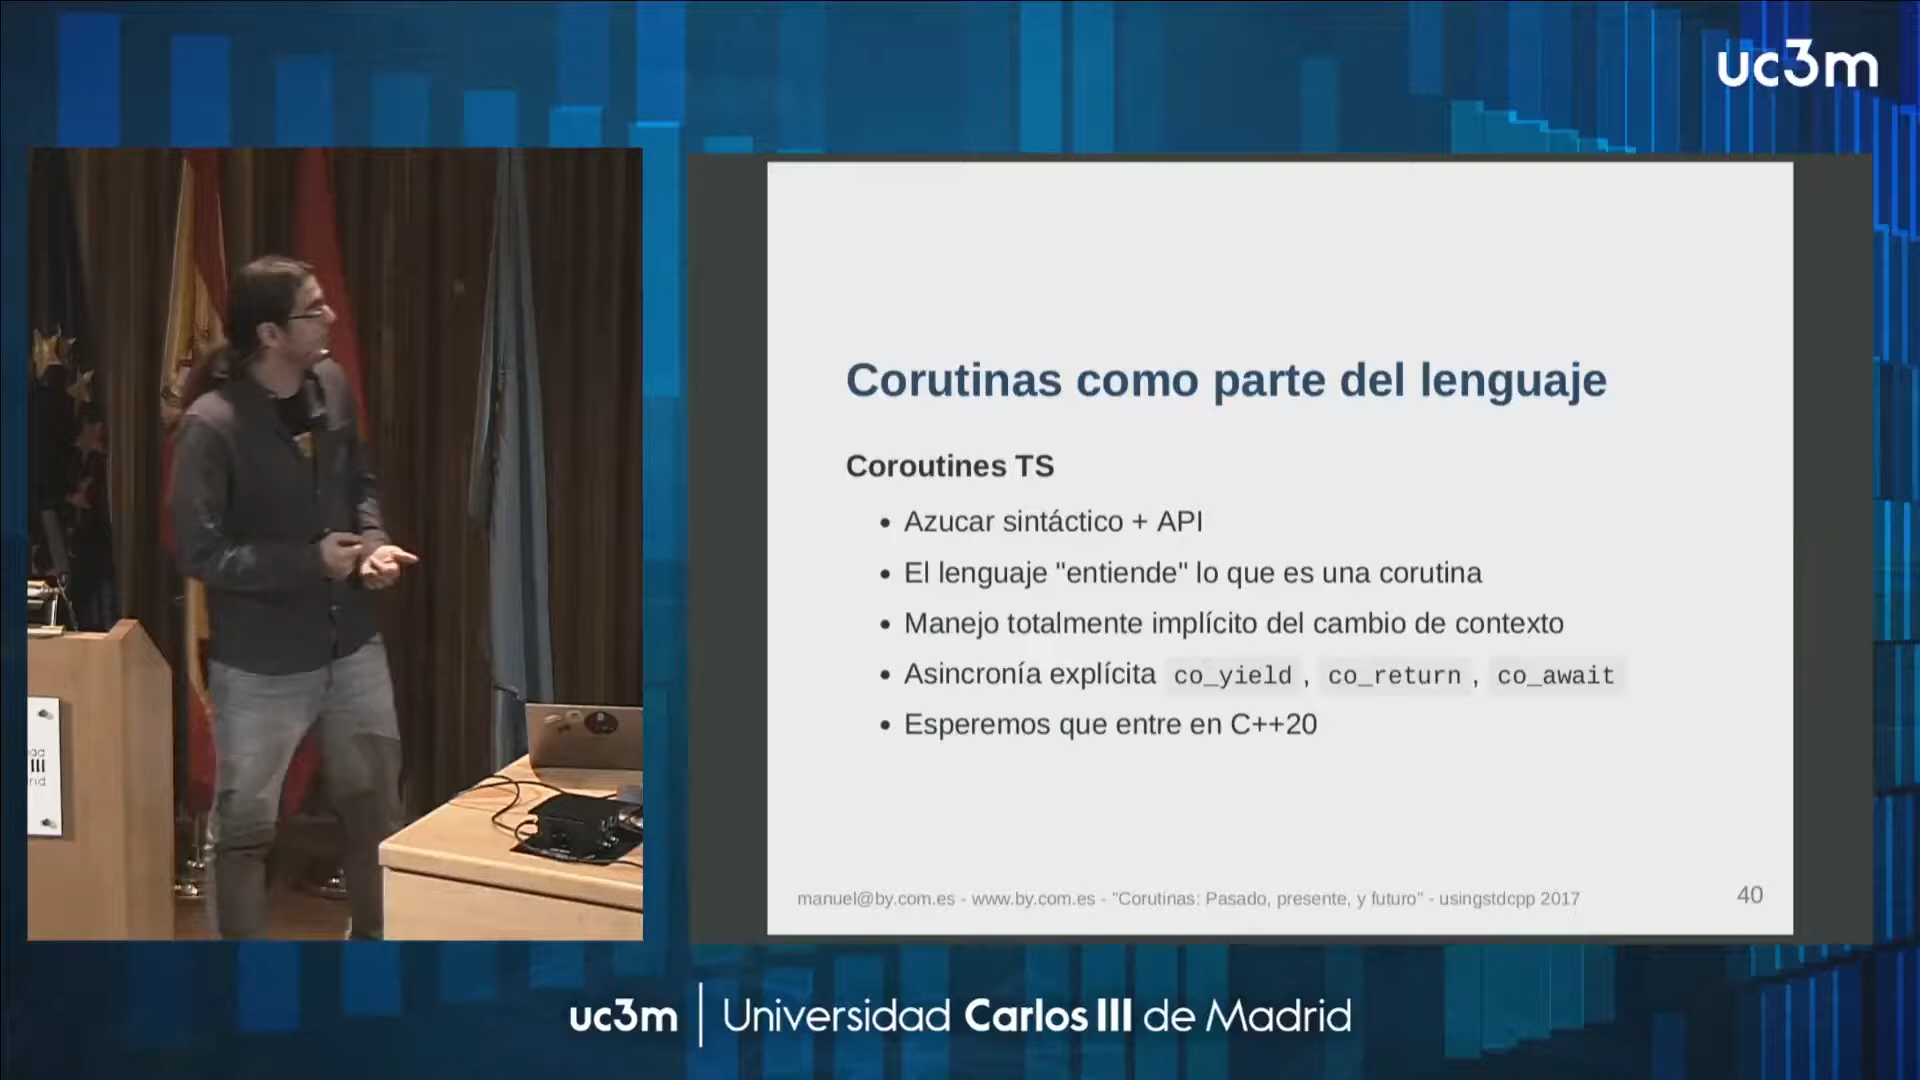 uc3m
Corutinas como parte del lenguaje
Coroutines TS
Azucar sintáctico + API
El lenguaje "entiende" lo que es una corutina
Manejo totalmente implícito del cambio de contexto
Asincronía explícita co_yield , co_return , co_await
Esperemos que entre en C++20
manuel@by.com.es - www.by.com.es - "Corutinas: Pasado, presente, y futuro" - usingstdcpp 2017
40
III
uc3m | Universidad Carlos III de Madrid